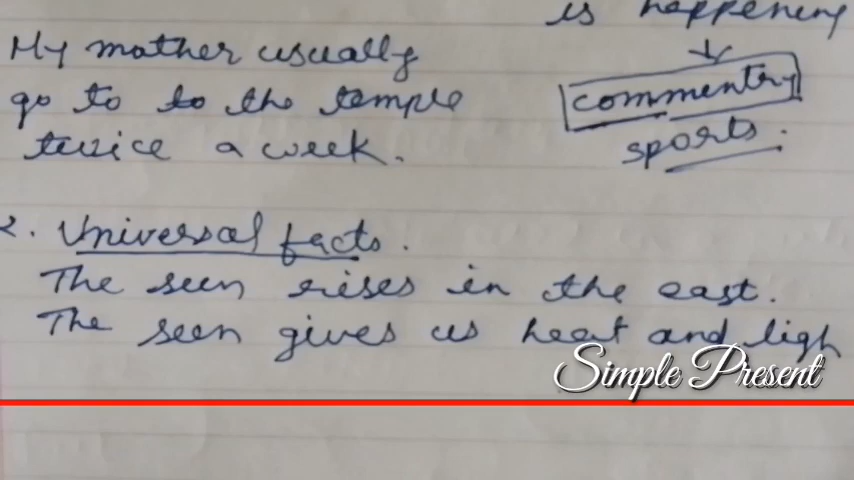 is happening
My mother usually
go to to the temple
twice a week.
commentry
sports.
2. Universal facts.
The sun rises in the east.
The sun gives us heat and ligh
Simple Present